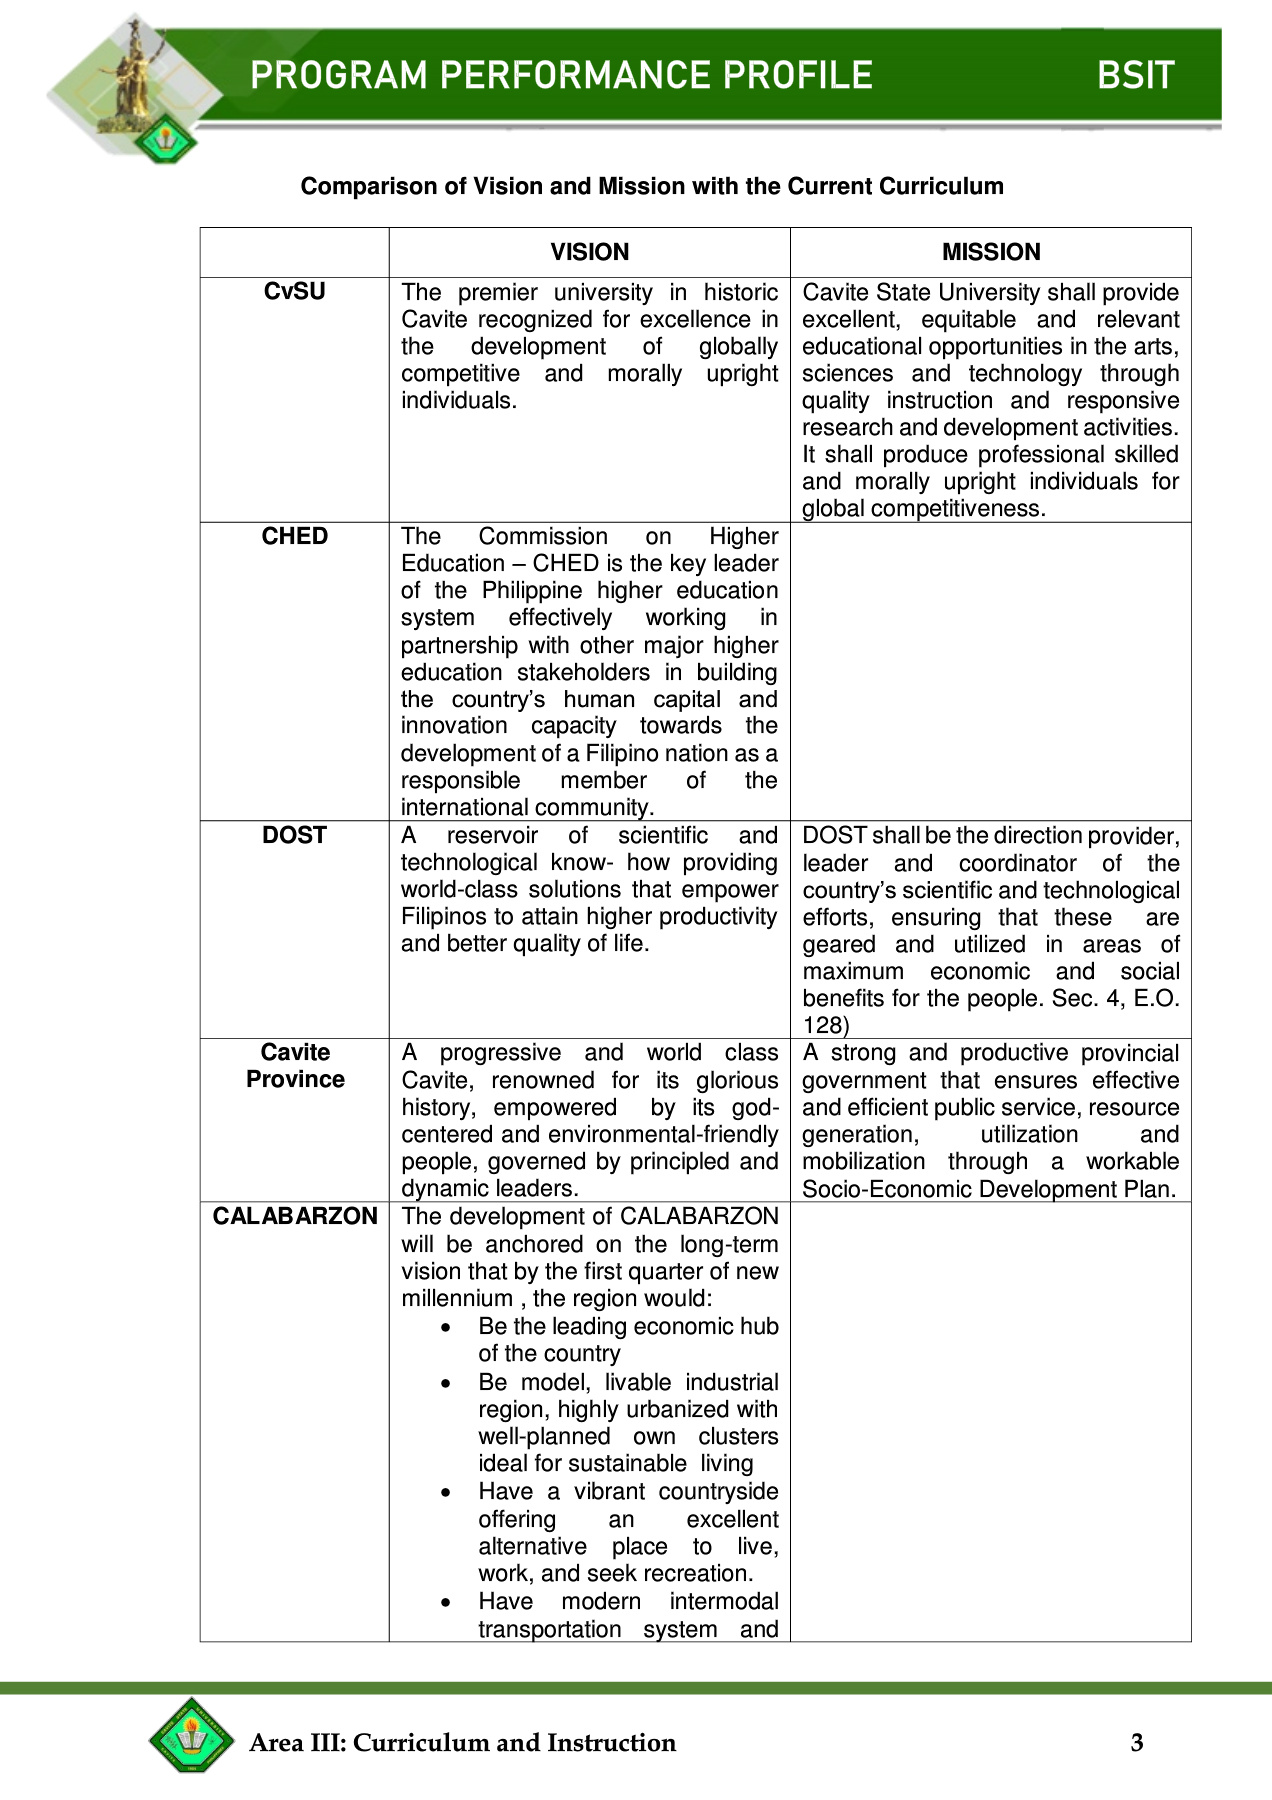 PROGRAM PERFORMANCE PROFILE BSIT
Comparison of Vision and Mission with the Current Curriculum
VISION
MISSION
CvSU
The premier university in historic
Cavite recognized for excellence in
the development of globally
competitive and morally upright
individuals.
Cavite State University shall provide
excellent, equitable and relevant
educational opportunities in the arts,
sciences and technology through
quality instruction and responsive
research and development activities.
It shall produce professional skilled
and morally upright individuals for
global competitiveness.
CHED
The Commission on Higher
Education – CHED is the key leader
of the Philippine higher education
system effectively working in
partnership with other major higher
education stakeholders in building
the country’s human capital and
innovation capacity towards the
development of a Filipino nation as a
responsible member of the
international community.
DOST
A reservoir of scientific and
technological know- how providing
world-class solutions that empower
Filipinos to attain higher productivity
and better quality of life.
DOST shall be the direction provider,
leader and coordinator of the
country’s scientific and technological
efforts, ensuring that these are
geared and utilized in areas of
maximum economic and social
benefits for the people. Sec. 4, E.O.
128)
Cavite
Province
A progressive and world class
Cavite, renowned for its glorious
history, empowered by its god-
centered and environmental-friendly
people, governed by principled and
dynamic leaders.
A strong and productive provincial
government that ensures effective
and efficient public service, resource
generation, utilization and
mobilization through a workable
Socio-Economic Development Plan.
CALABARZON
The development of CALABARZON
will be anchored on the long-term
vision that by the first quarter of new
millennium , the region would:
• Be the leading economic hub
of the country
• Be model, livable industrial
region, highly urbanized with
well-planned own clusters
ideal for sustainable living
• Have a vibrant countryside
offering an excellent
alternative place to live,
work, and seek recreation.
• Have modern intermodal
transportation system and
Area III: Curriculum and Instruction 3